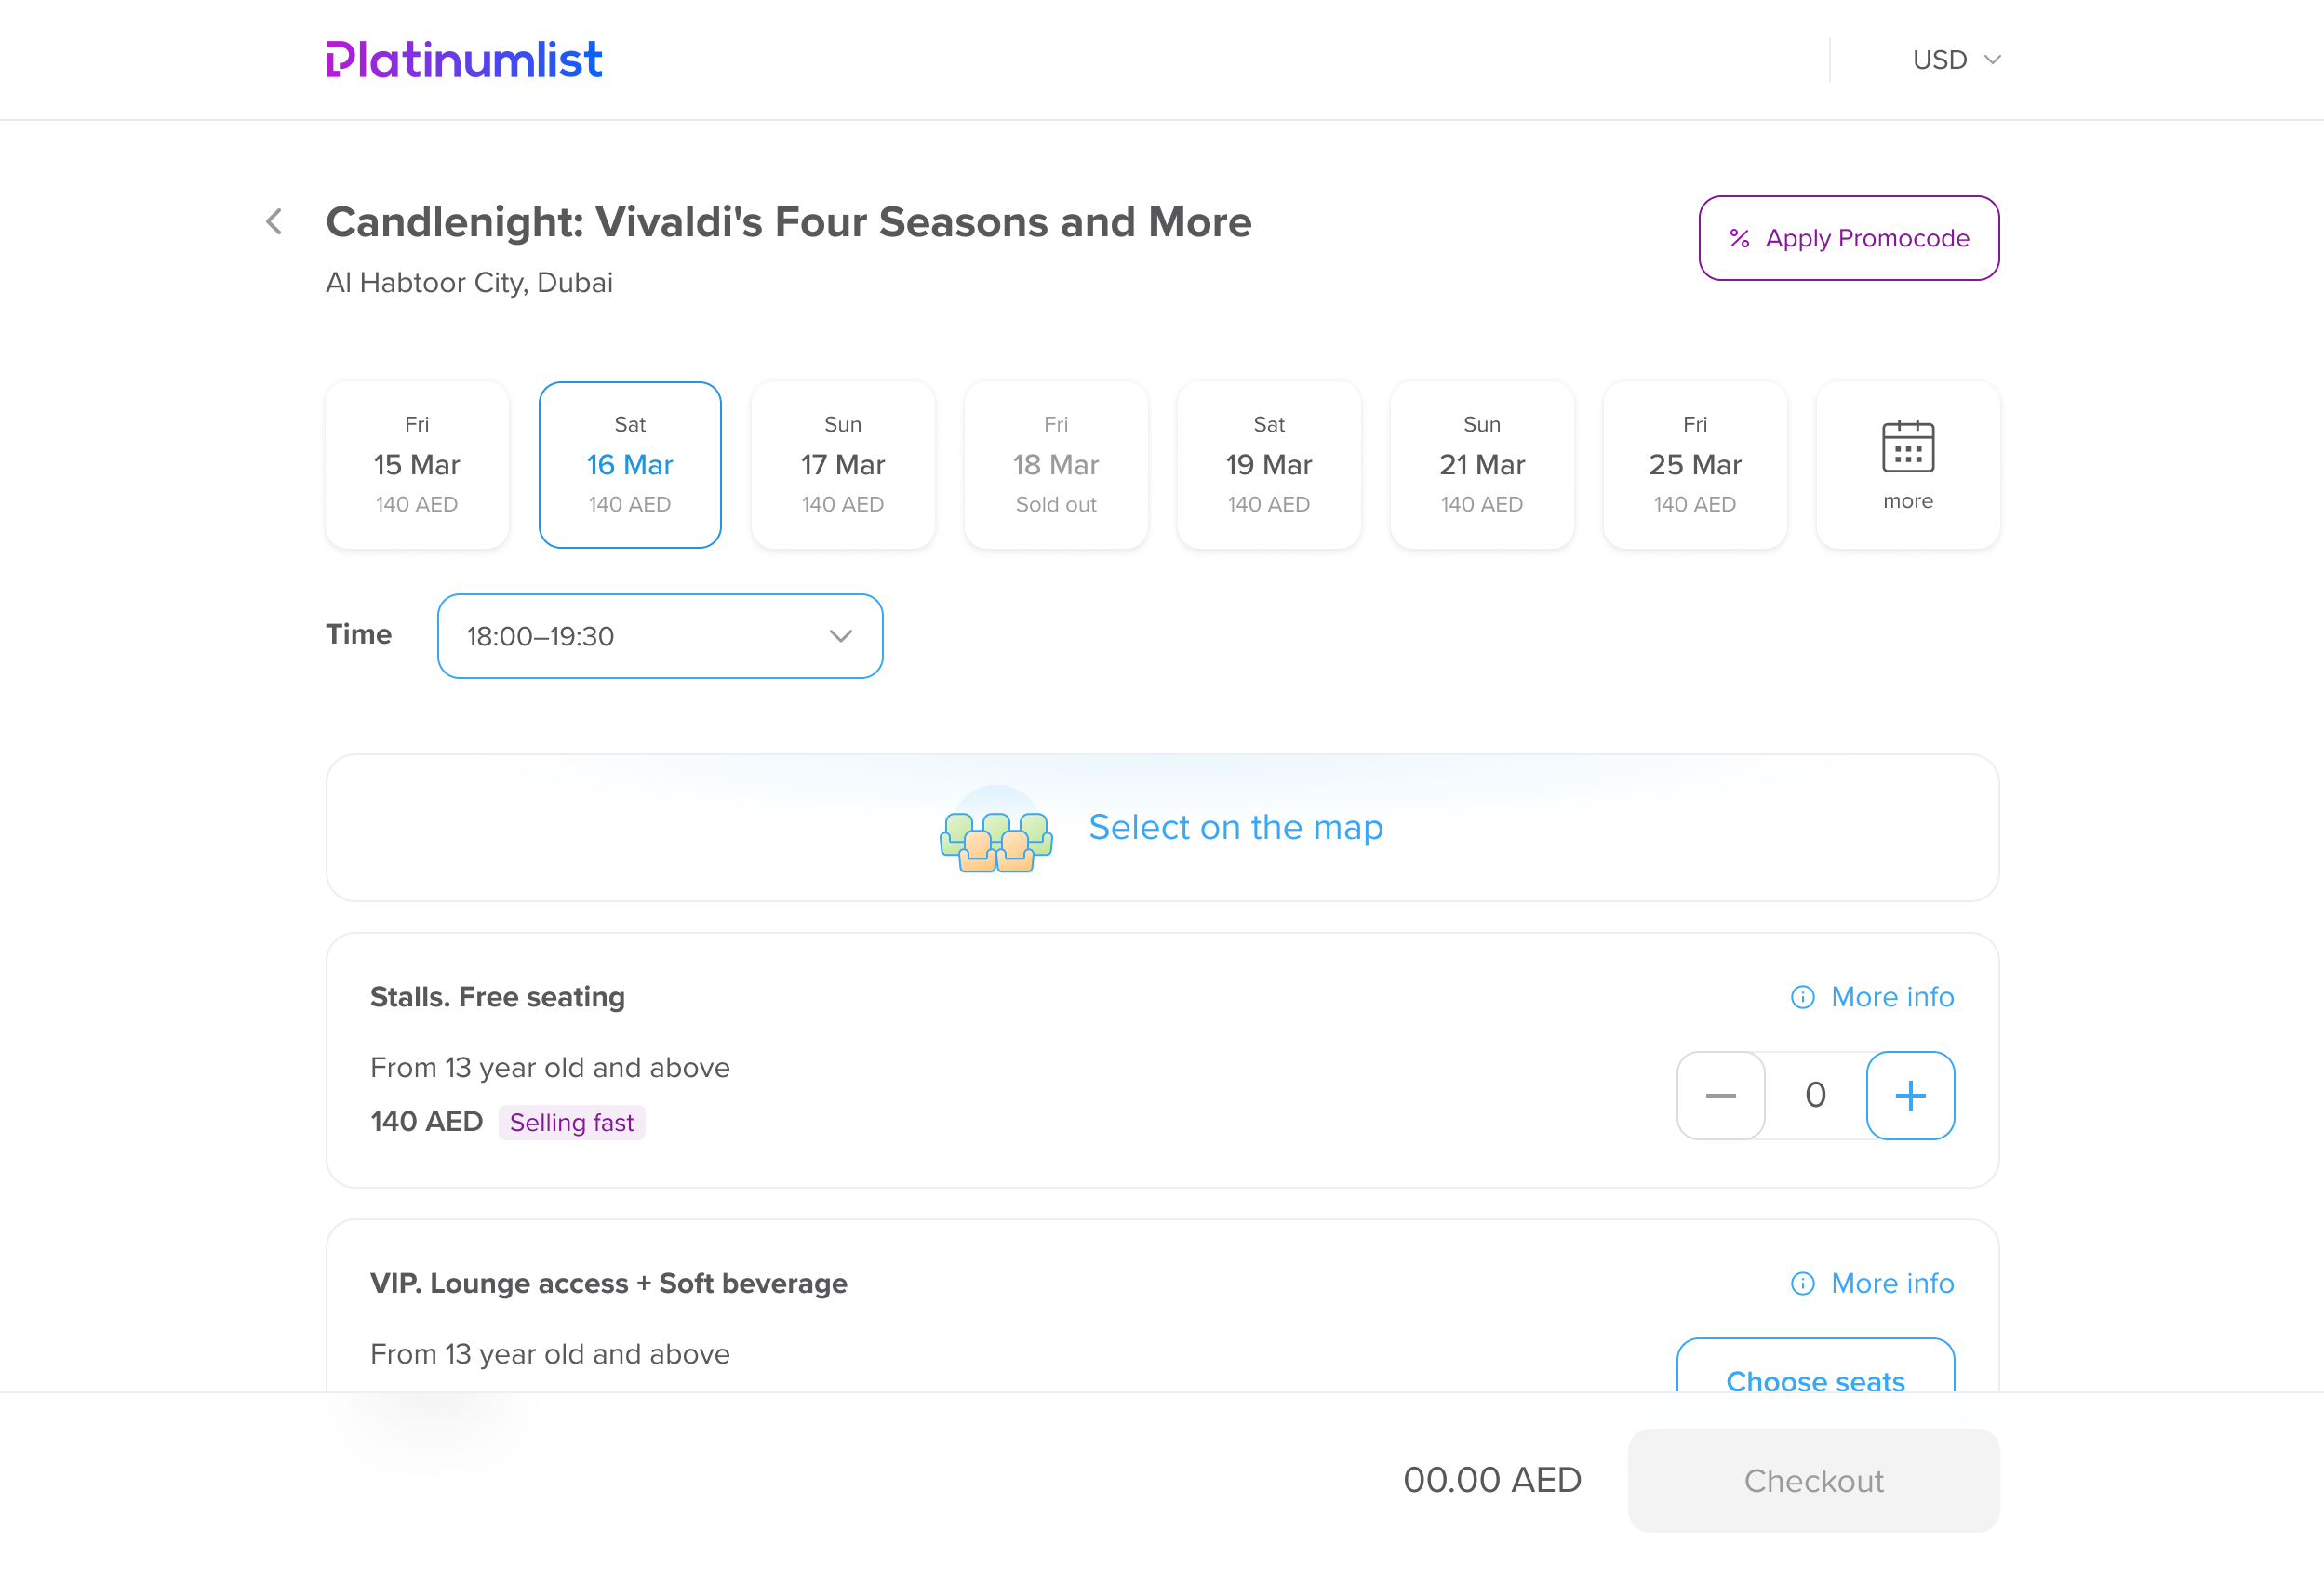 Platinumlist
USD
Candlenight: Vivaldi's Four Seasons and More
Al Habtoor City, Dubai
% Apply Promocode
Fri
15 Mar
140 AED
Sat
16 Mar
140 AED
Sun
17 Mar
140 AED
Fri
18 Mar
Sold out
Sat
19 Mar
140 AED
Sun
21 Mar
140 AED
Fri
25 Mar
140 AED
more
Time
18:00–19:30
Select on the map
Stalls. Free seating
More info
From 13 year old and above
140 AED
Selling fast
0
VIP. Lounge access + Soft beverage
More info
From 13 year old and above
Choose seats
00.00 AED
Checkout